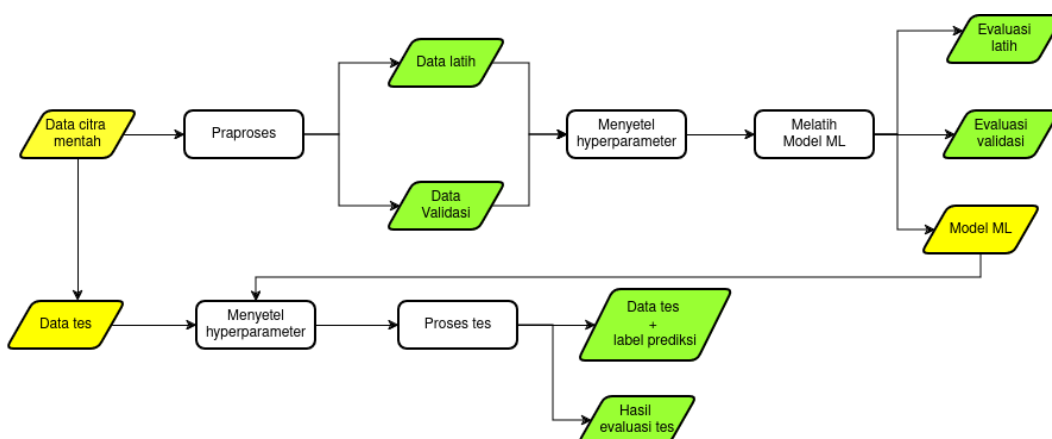 Data citra
mentah
Praproses
Data latih
Data
Validasi
Menyetel
hyperparameter
Melatih
Model ML
Evaluasi
latih
Evaluasi
validasi
Model ML
Data tes
Menyetel
hyperparameter
Proses tes
Data tes
+
label prediksi
Hasil
evaluasi tes